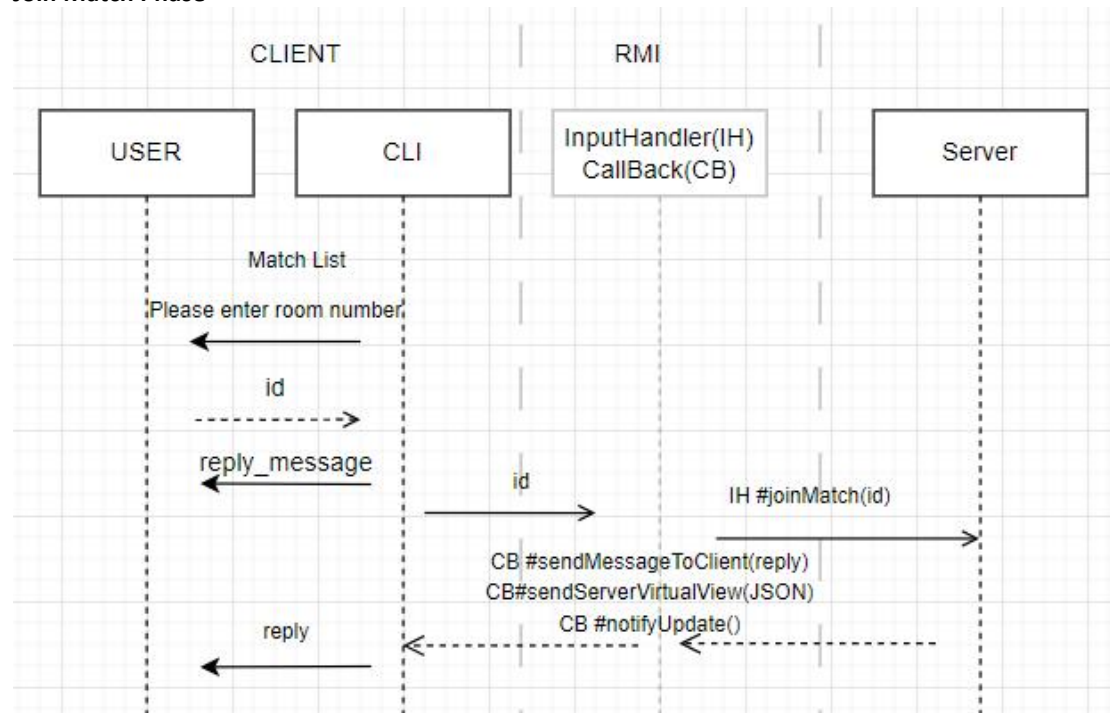 CLIENT
RMI
USER
CLI
InputHandler(IH)
CallBack(CB)
Server
Match List
Please enter room number
id
reply_message
id
IH #joinMatch(id)
CB #sendMessageToClient(reply)
CB#sendServerVirtualView(JSON)
CB #notifyUpdate()
reply